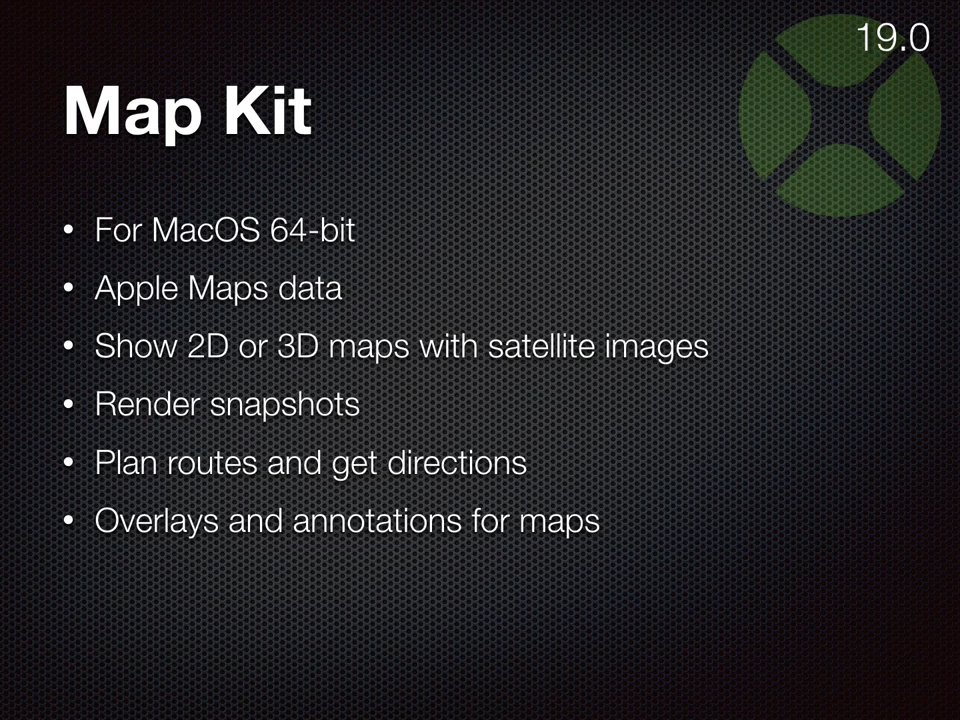 19.0
Map Kit
• For MacOS 64-bit
• Apple Maps data
• Show 2D or 3D maps with satellite images
• Render snapshots
• Plan routes and get directions
• Overlays and annotations for maps